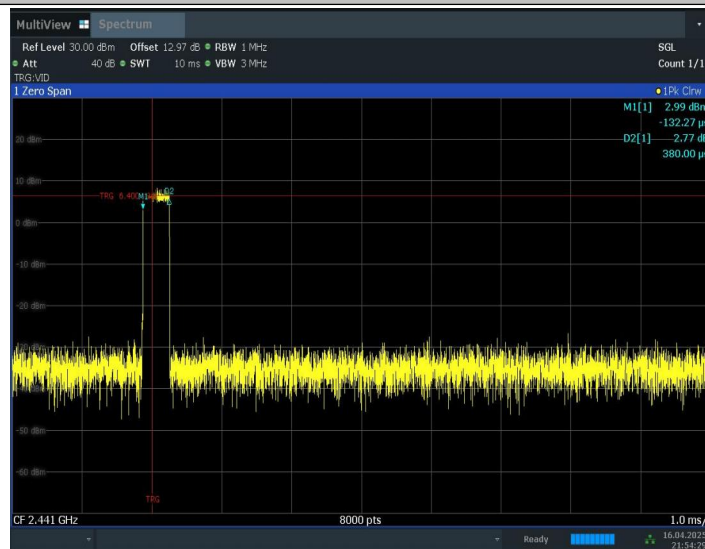 MultiView Spectrum
Ref Level 30.00 dBm Offset 12.97 dB RBW 1 MHz SGL
Att 40 dB SWT 10 ms VBW 3 MHz Count 1/1
TRG:VID
1 Zero Span 1Pk Clrw
M1[1] 2.99 dBm
-132.27 µs
20 dBm
D2[1] 2.77 dB
380.00 µs
10 dBm
TRG 6.400 M1 D2
0 dBm
-10 dBm
-20 dBm
-50 dBm
-60 dBm
TRG
CF 2.441 GHz 8000 pts 1.0 ms/
Ready 16.04.2025
21:54:29